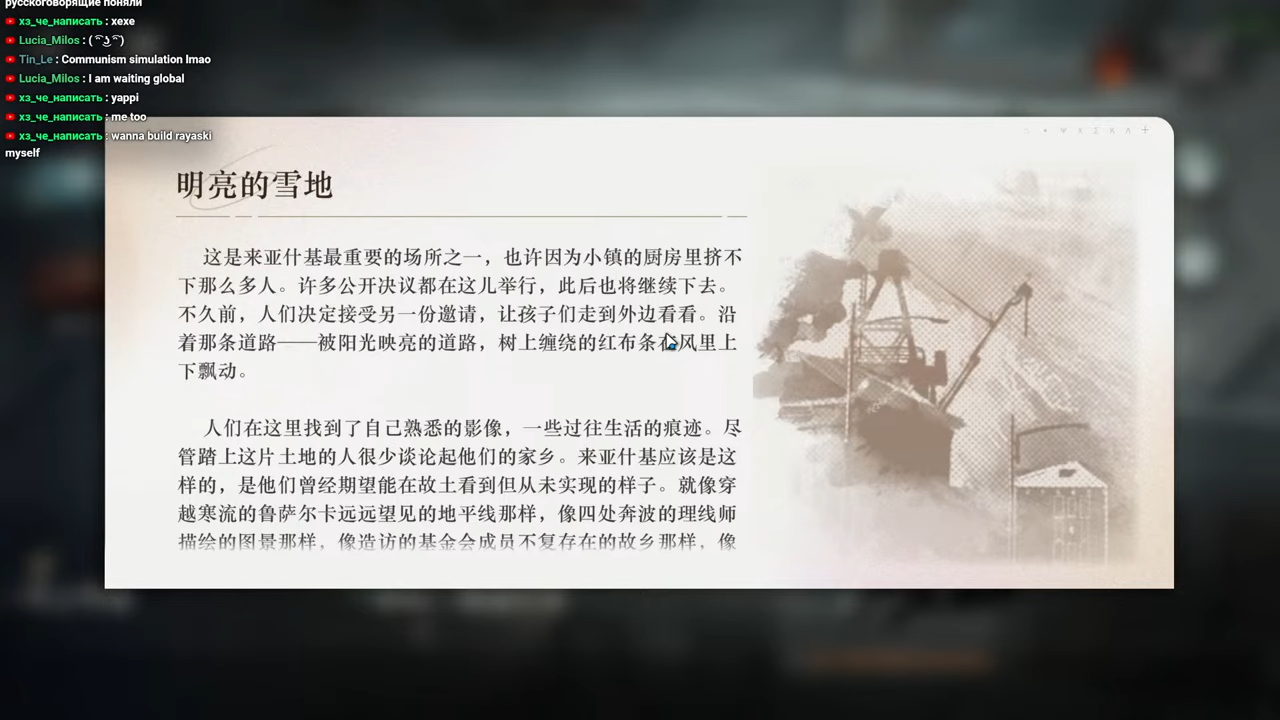 русскоговорящие поняли
хз_че_написать : хехе
Lucia_Milos : ( ͡° ͜ʖ ͡°)
Tin_Le : Communism simulation lmao
Lucia_Milos : I am waiting global
хз_че_написать : yappi
хз_че_написать : me too
хз_че_написать : wanna build rayaski
myself
明亮的雪地
这是来亚什基最重要的场所之一，也许因为小镇的厨房里挤不
下那么多人。许多公开决议都在这儿举行，此后也将继续下去。
不久前，人们决定接受另一份邀请，让孩子们走到外边看看。沿
着那条道路——被阳光映亮的道路，树上缠绕的红布条在风里上
下飘动。
人们在这里找到了自己熟悉的影像，一些过往生活的痕迹。尽
管踏上这片土地的人很少谈论起他们的家乡。来亚什基应该是这
样的，是他们曾经期望能在故土看到但从未实现的样子。就像穿
越寒流的鲁萨尔卡远远望见的地平线那样，像四处奔波的理线师
描绘的图景那样，像造访的基金会成员不复存在的故乡那样，像